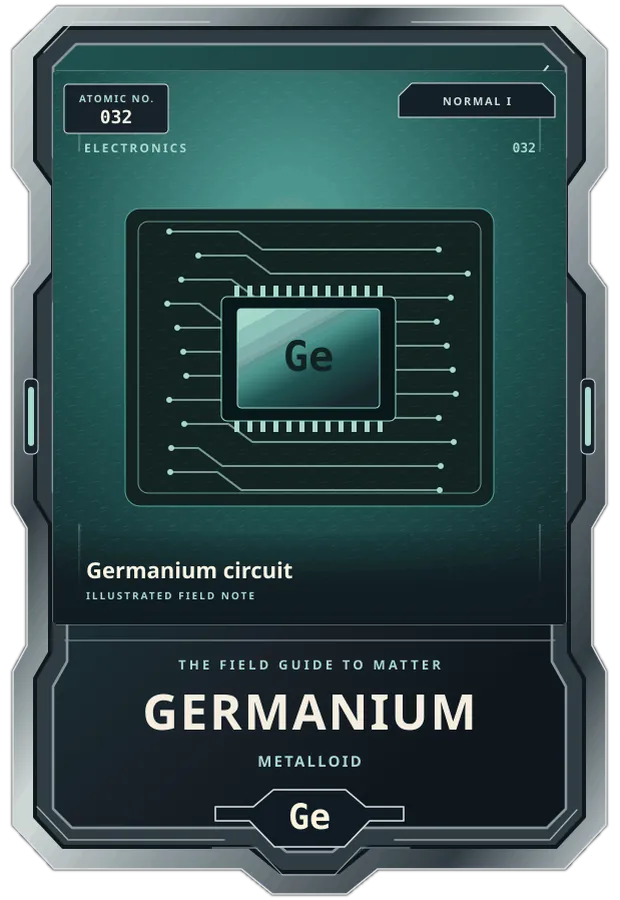 ATOMIC NO.
032
NORMAL I
ELECTRONICS
032
Ge
Germanium circuit
ILLUSTRATED FIELD NOTE
THE FIELD GUIDE TO MATTER
GERMANIUM
METALLOID
Ge